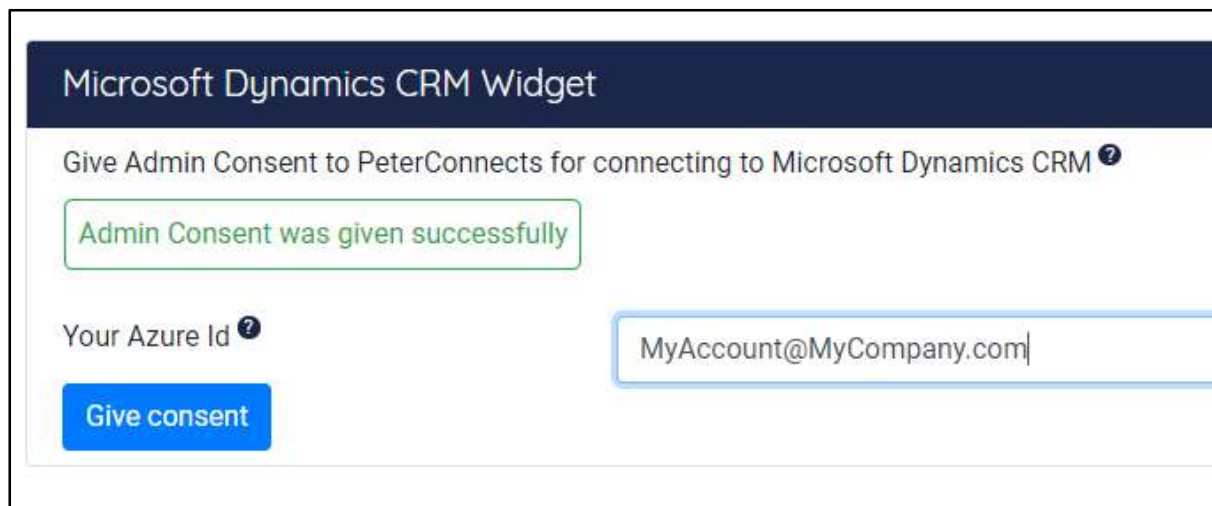 Microsoft Dynamics CRM Widget
Give Admin Consent to PeterConnects for connecting to Microsoft Dynamics CRM ?
Admin Consent was given successfully
Your Azure Id ?
MyAccount@MyCompany.com
Give consent